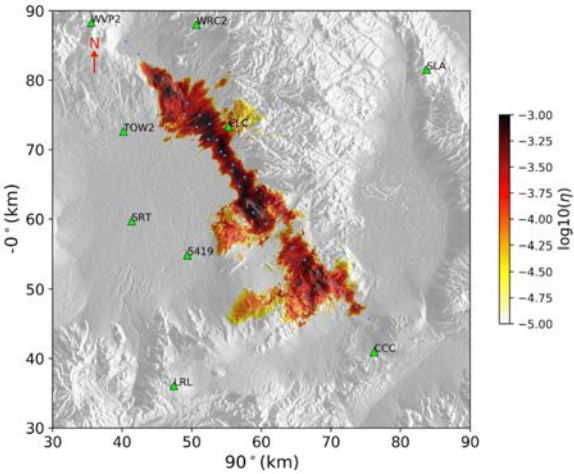 90
WVP2
WRC2
N
SLA
80
-3.00
CLC
TOW2
-3.25
70
-3.50
-0°(km)
-3.75
60
SRT
-4.00
log10(η)
5419
-4.25
50
-4.50
-4.75
40
CCC
-5.00
LRL
30
30 40 50 60 70 80 90
90°(km)